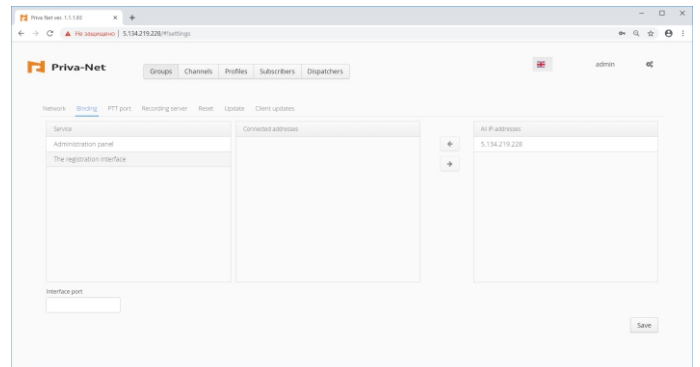 Priva Net ver. 1.1.1.83
Не защищено | 5.134.219.228/#!settings
Priva-Net
Groups Channels Profiles Subscribers Dispatchers
admin
Network Binding PTT port Recording server Reset Update Client updates
Service Connected addresses All IP-addresses
Administration panel 5.134.219.228
The registration interface
Interface port
Save